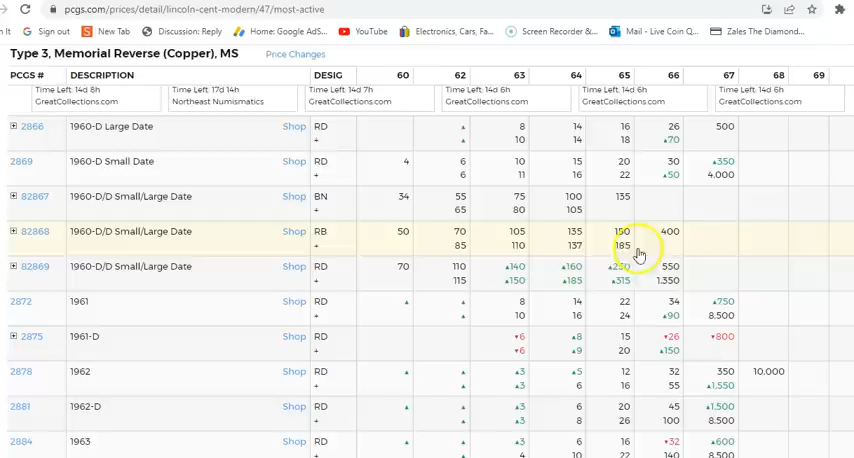 pcgs.com/prices/detail/lincoln-cent-modern/47/most-active
n It Sign out New Tab Discussion: Reply Home: Google AdS... YouTube Electronics, Cars, Fa... Screen Recorder &... Mail - Live Coin Q... Zales The Diamond...
Type 3, Memorial Reverse (Copper), MS Price Changes
PCGS # DESCRIPTION DESIG 60 62 63 64 65 66 67 68 69
Time Left: 14d 8h Time Left: 17d 14h Time Left: 14d 7h Time Left: 14d 6h Time Left: 14d 6h Time Left: 14d 6h
GreatCollections.com Northeast Numismatics GreatCollections.com GreatCollections.com GreatCollections.com GreatCollections.com
2866 1960-D Large Date Shop RD ▲ 8 14 16 26 500
+ ▲ 10 14 18 ▲70
2869 1960-D Small Date Shop RD 4 6 10 15 20 30 ▲350
+ 6 11 16 22 ▲50 4,000
82867 1960-D/D Small/Large Date Shop BN 34 55 75 100 135
+ 65 80 105
82868 1960-D/D Small/Large Date Shop RB 50 70 105 135 150 400
+ 85 110 137 185
82869 1960-D/D Small/Large Date Shop RD 70 110 ▲140 ▲160 ▲250 550
+ 115 ▲150 ▲185 ▲315 1,350
2872 1961 Shop RD ▲ ▲ 8 14 22 34 ▲750
+ 10 16 24 ▲90 8,500
2875 1961-D Shop RD ▼6 ▲8 15 ▼26 ▼800
+ ▼6 ▲9 20 ▲150
2878 1962 Shop RD ▲ ▲ ▲3 ▲5 12 32 350 10,000
+ ▲ ▲3 6 16 55 ▲1,550
2881 1962-D Shop RD ▲ ▲ ▲3 6 20 45 ▲1,500
+ ▲ ▲3 8 26 100 8,500
2884 1963 Shop RD ▲ ▲ ▲3 6 16 ▼32 ▲600
+ ▲ 4 10 22 140 8,500